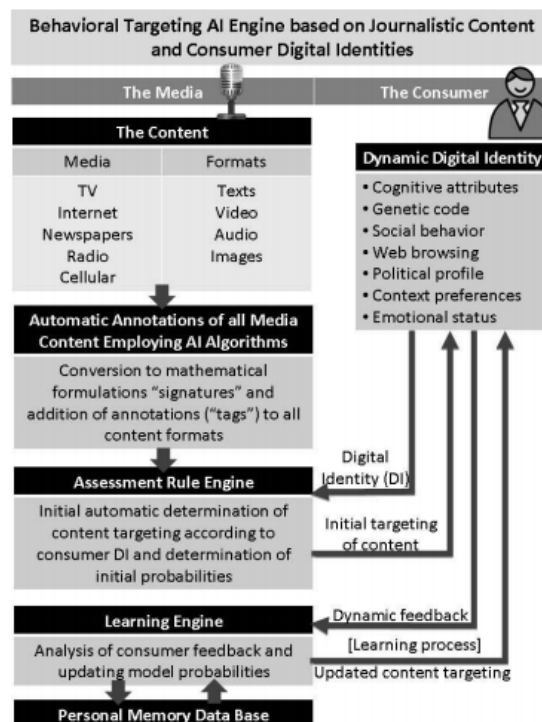 Behavioral Targeting AI Engine based on Journalistic Content
and Consumer Digital Identities
The Media
The Consumer
The Content
Media
Formats
TV
Internet
Newspapers
Radio
Cellular
Texts
Video
Audio
Images
Dynamic Digital Identity
• Cognitive attributes
• Genetic code
• Social behavior
• Web browsing
• Political profile
• Context preferences
• Emotional status
Automatic Annotations of all Media
Content Employing AI Algorithms
Conversion to mathematical
formulations “signatures” and
addition of annotations (“tags”) to all
content formats
Digital
Identity (DI)
Assessment Rule Engine
Initial automatic determination of
content targeting according to
consumer DI and determination of
initial probabilities
Initial targeting
of content
Learning Engine
Analysis of consumer feedback and
updating model probabilities
Dynamic feedback
[Learning process]
Updated content targeting
Personal Memory Data Base